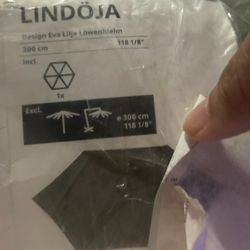 LINDÖJA
Design Eva Lilja Löwenhielm
300 cm 118 1/8"
Incl.
1x
Excl.
ø 300 cm
118 1/8"